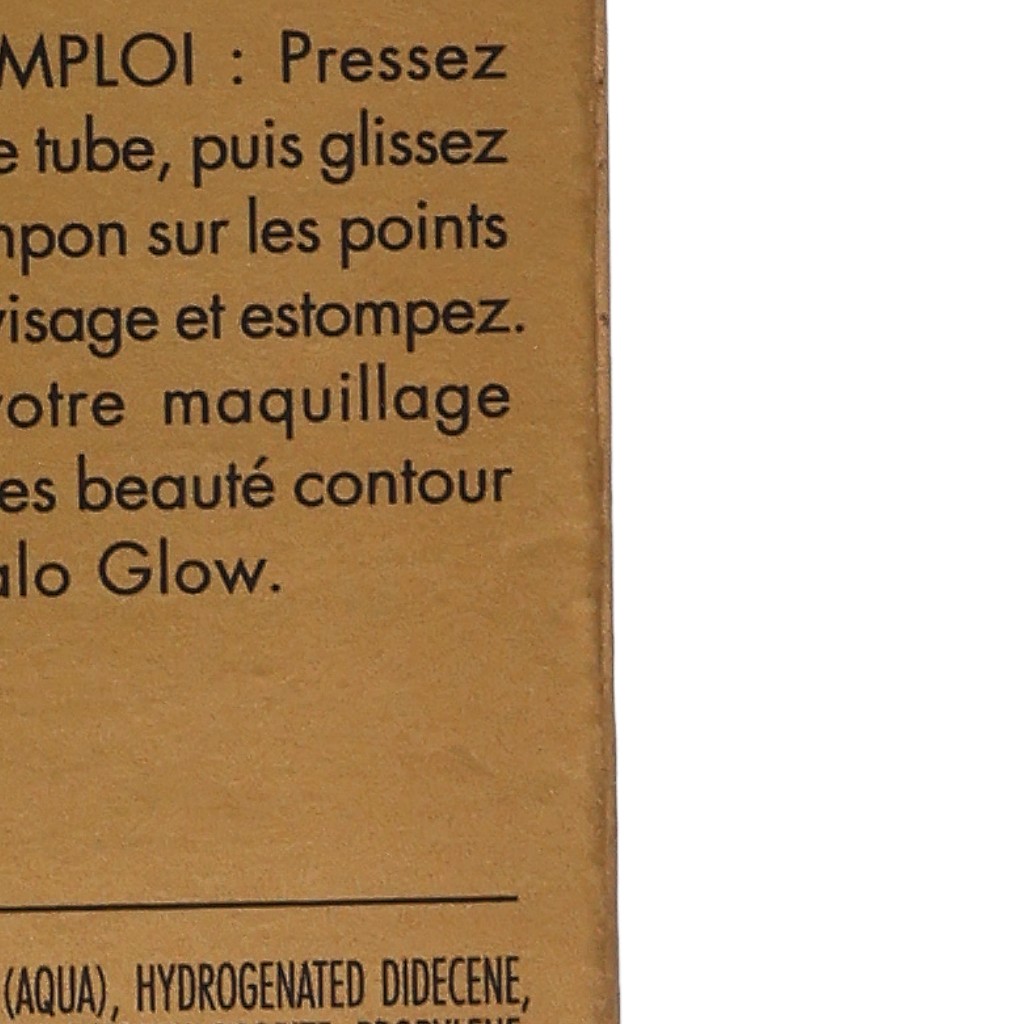 MPLOI : Pressez
e tube, puis glissez
mpon sur les points
visage et estompez.
votre maquillage
es beauté contour
alo Glow.
(AQUA), HYDROGENATED DIDECENE,